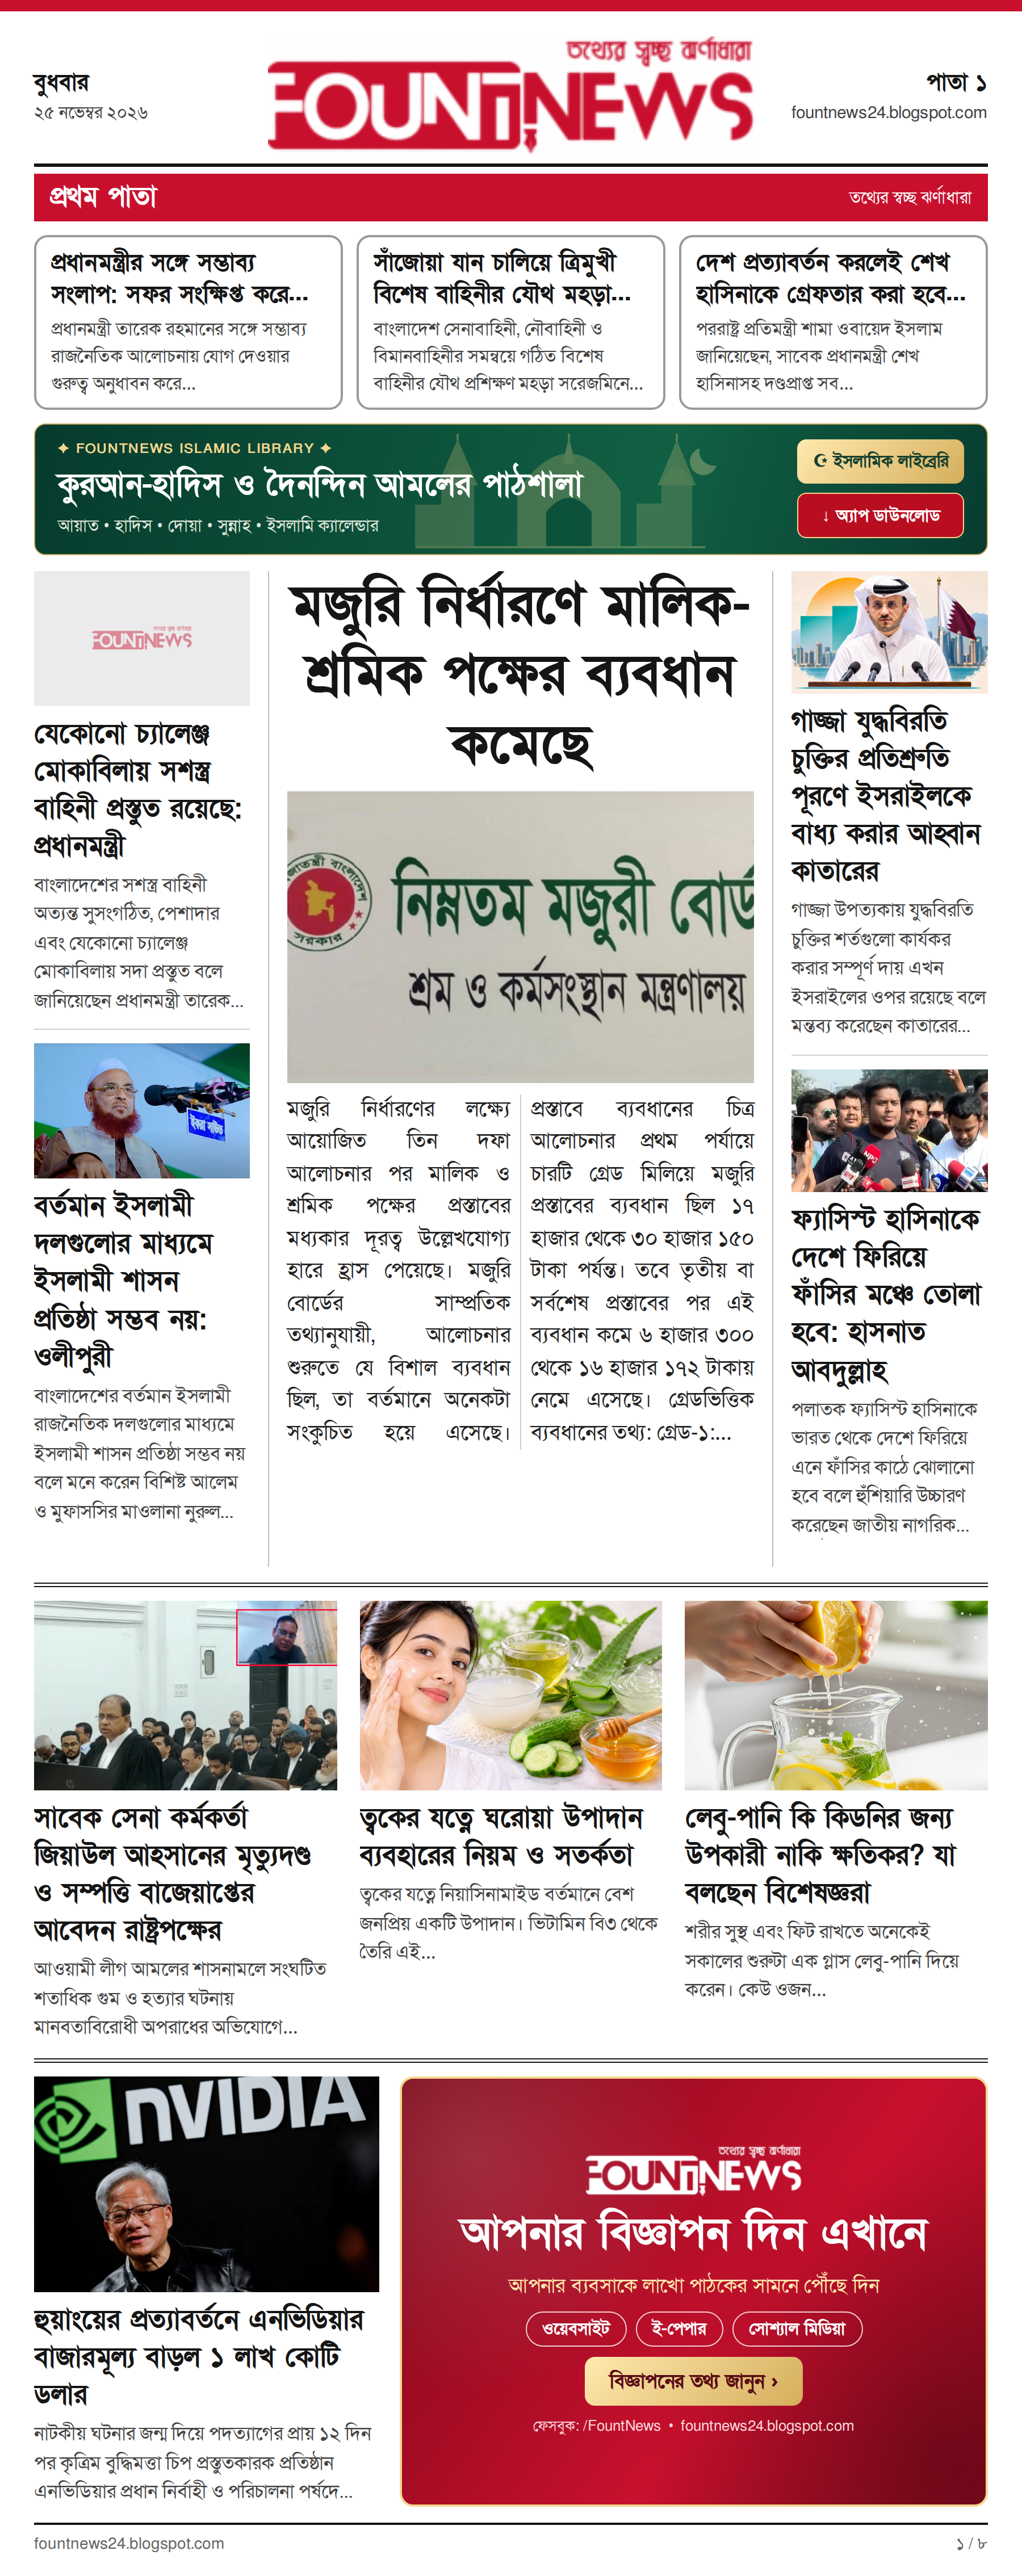 বুধবার
২৫ নভেম্বর ২০২৬
তথ্যের স্বচ্ছ ঝর্ণাধারা
FOUNTNEWS
পাতা ১
fountnews24.blogspot.com
প্রথম পাতা
তথ্যের স্বচ্ছ ঝর্ণাধারা
প্রধানমন্ত্রীর সঙ্গে সম্ভাব্য
সংলাপ: সফর সংক্ষিপ্ত করে...
প্রধানমন্ত্রী তারেক রহমানের সঙ্গে সম্ভাব্য
রাজনৈতিক আলোচনায় যোগ দেওয়ার
গুরুত্ব অনুধাবন করে...
সাঁজোয়া যান চালিয়ে ত্রিমুখী
বিশেষ বাহিনীর যৌথ মহড়া...
বাংলাদেশ সেনাবাহিনী, নৌবাহিনী ও
বিমানবাহিনীর সমন্বয়ে গঠিত বিশেষ
বাহিনীর যৌথ প্রশিক্ষণ মহড়া সরেজমিনে...
দেশ প্রত্যাবর্তন করলেই শেখ
হাসিনাকে গ্রেফতার করা হবে...
পররাষ্ট্র প্রতিমন্ত্রী শামা ওবায়েদ ইসলাম
জানিয়েছেন, সাবেক প্রধানমন্ত্রী শেখ
হাসিনাসহ দণ্ডপ্রাপ্ত সব...
✦ FOUNTNEWS ISLAMIC LIBRARY ✦
কুরআন-হাদিস ও দৈনন্দিন আমলের পাঠশালা
আয়াত • হাদিস • দোয়া • সুন্নাহ • ইসলামি ক্যালেন্ডার
☪ ইসলামিক লাইব্রেরি
↓ অ্যাপ ডাউনলোড
তথ্যের স্বচ্ছ ঝর্ণাধারা
FOUNTNEWS
যেকোনো চ্যালেঞ্জ
মোকাবিলায় সশস্ত্র
বাহিনী প্রস্তুত রয়েছে:
প্রধানমন্ত্রী
বাংলাদেশের সশস্ত্র বাহিনী
অত্যন্ত সুসংগঠিত, পেশাদার
এবং যেকোনো চ্যালেঞ্জ
মোকাবিলায় সদা প্রস্তুত বলে
জানিয়েছেন প্রধানমন্ত্রী তারেক...
বর্তমান ইসলামী
দলগুলোর মাধ্যমে
ইসলামী শাসন
প্রতিষ্ঠা সম্ভব নয়:
ওলীপুরী
বাংলাদেশের বর্তমান ইসলামী
রাজনৈতিক দলগুলোর মাধ্যমে
ইসলামী শাসন প্রতিষ্ঠা সম্ভব নয়
বলে মনে করেন বিশিষ্ট আলেম
ও মুফাসসির মাওলানা নুরুল...
মজুরি নির্ধারণে মালিক-
শ্রমিক পক্ষের ব্যবধান
কমেছে
সরকার
নিম্নতম মজুরী বোর্ড
শ্রম ও কর্মসংস্থান মন্ত্রণালয়
মজুরি নির্ধারণের লক্ষ্যে
আয়োজিত তিন দফা
আলোচনার পর মালিক ও
শ্রমিক পক্ষের প্রস্তাবের
মধ্যকার দূরত্ব উল্লেখযোগ্য
হারে হ্রাস পেয়েছে। মজুরি
বোর্ডের সাম্প্রতিক
তথ্যানুযায়ী, আলোচনার
শুরুতে যে বিশাল ব্যবধান
ছিল, তা বর্তমানে অনেকটা
সংকুচিত হয়ে এসেছে।
প্রস্তাবে ব্যবধানের চিত্র
আলোচনার প্রথম পর্যায়ে
চারটি গ্রেড মিলিয়ে মজুরি
প্রস্তাবের ব্যবধান ছিল ১৭
হাজার থেকে ৩০ হাজার ১৫০
টাকা পর্যন্ত। তবে তৃতীয় বা
সর্বশেষ প্রস্তাবের পর এই
ব্যবধান কমে ৬ হাজার ৩০০
থেকে ১৬ হাজার ১৭২ টাকায়
নেমে এসেছে। গ্রেডভিত্তিক
ব্যবধানের তথ্য: গ্রেড-১:...
গাজ্জা যুদ্ধবিরতি
চুক্তির প্রতিশ্রুতি
পূরণে ইসরাইলকে
বাধ্য করার আহ্বান
কাতারের
গাজ্জা উপত্যকায় যুদ্ধবিরতি
চুক্তির শর্তগুলো কার্যকর
করার সম্পূর্ণ দায় এখন
ইসরাইলের ওপর রয়েছে বলে
মন্তব্য করেছেন কাতারের...
ফ্যাসিস্ট হাসিনাকে
দেশে ফিরিয়ে
ফাঁসির মঞ্চে তোলা
হবে: হাসনাত
আবদুল্লাহ
পলাতক ফ্যাসিস্ট হাসিনাকে
ভারত থেকে দেশে ফিরিয়ে
এনে ফাঁসির কাঠে ঝোলানো
হবে বলে হুঁশিয়ারি উচ্চারণ
করেছেন জাতীয় নাগরিক...
সাবেক সেনা কর্মকর্তা
জিয়াউল আহসানের মৃত্যুদণ্ড
ও সম্পত্তি বাজেয়াপ্তের
আবেদন রাষ্ট্রপক্ষের
আওয়ামী লীগ আমলের শাসনামলে সংঘটিত
শতাধিক গুম ও হত্যার ঘটনায়
মানবতাবিরোধী অপরাধের অভিযোগে...
ত্বকের যত্নে ঘরোয়া উপাদান
ব্যবহারের নিয়ম ও সতর্কতা
ত্বকের যত্নে নিয়াসিনামাইড বর্তমানে বেশ
জনপ্রিয় একটি উপাদান। ভিটামিন বি৩ থেকে
তৈরি এই...
লেবু-পানি কি কিডনির জন্য
উপকারী নাকি ক্ষতিকর? যা
বলছেন বিশেষজ্ঞরা
শরীর সুস্থ এবং ফিট রাখতে অনেকেই
সকালের শুরুটা এক গ্লাস লেবু-পানি দিয়ে
করেন। কেউ ওজন...
NVIDIA
হুয়াংয়ের প্রত্যাবর্তনে এনভিডিয়ার
বাজারমূল্য বাড়ল ১ লাখ কোটি
ডলার
নাটকীয় ঘটনার জন্ম দিয়ে পদত্যাগের প্রায় ১২ দিন
পর কৃত্রিম বুদ্ধিমত্তা চিপ প্রস্তুতকারক প্রতিষ্ঠান
এনভিডিয়ার প্রধান নির্বাহী ও পরিচালনা পর্ষদে...
তথ্যের স্বচ্ছ ঝর্ণাধারা
FOUNTNEWS
আপনার বিজ্ঞাপন দিন এখানে
আপনার ব্যবসাকে লাখো পাঠকের সামনে পৌঁছে দিন
ওয়েবসাইট
ই-পেপার
সোশ্যাল মিডিয়া
বিজ্ঞাপনের তথ্য জানুন ›
ফেসবুক: /FountNews • fountnews24.blogspot.com
fountnews24.blogspot.com
১ / ৮